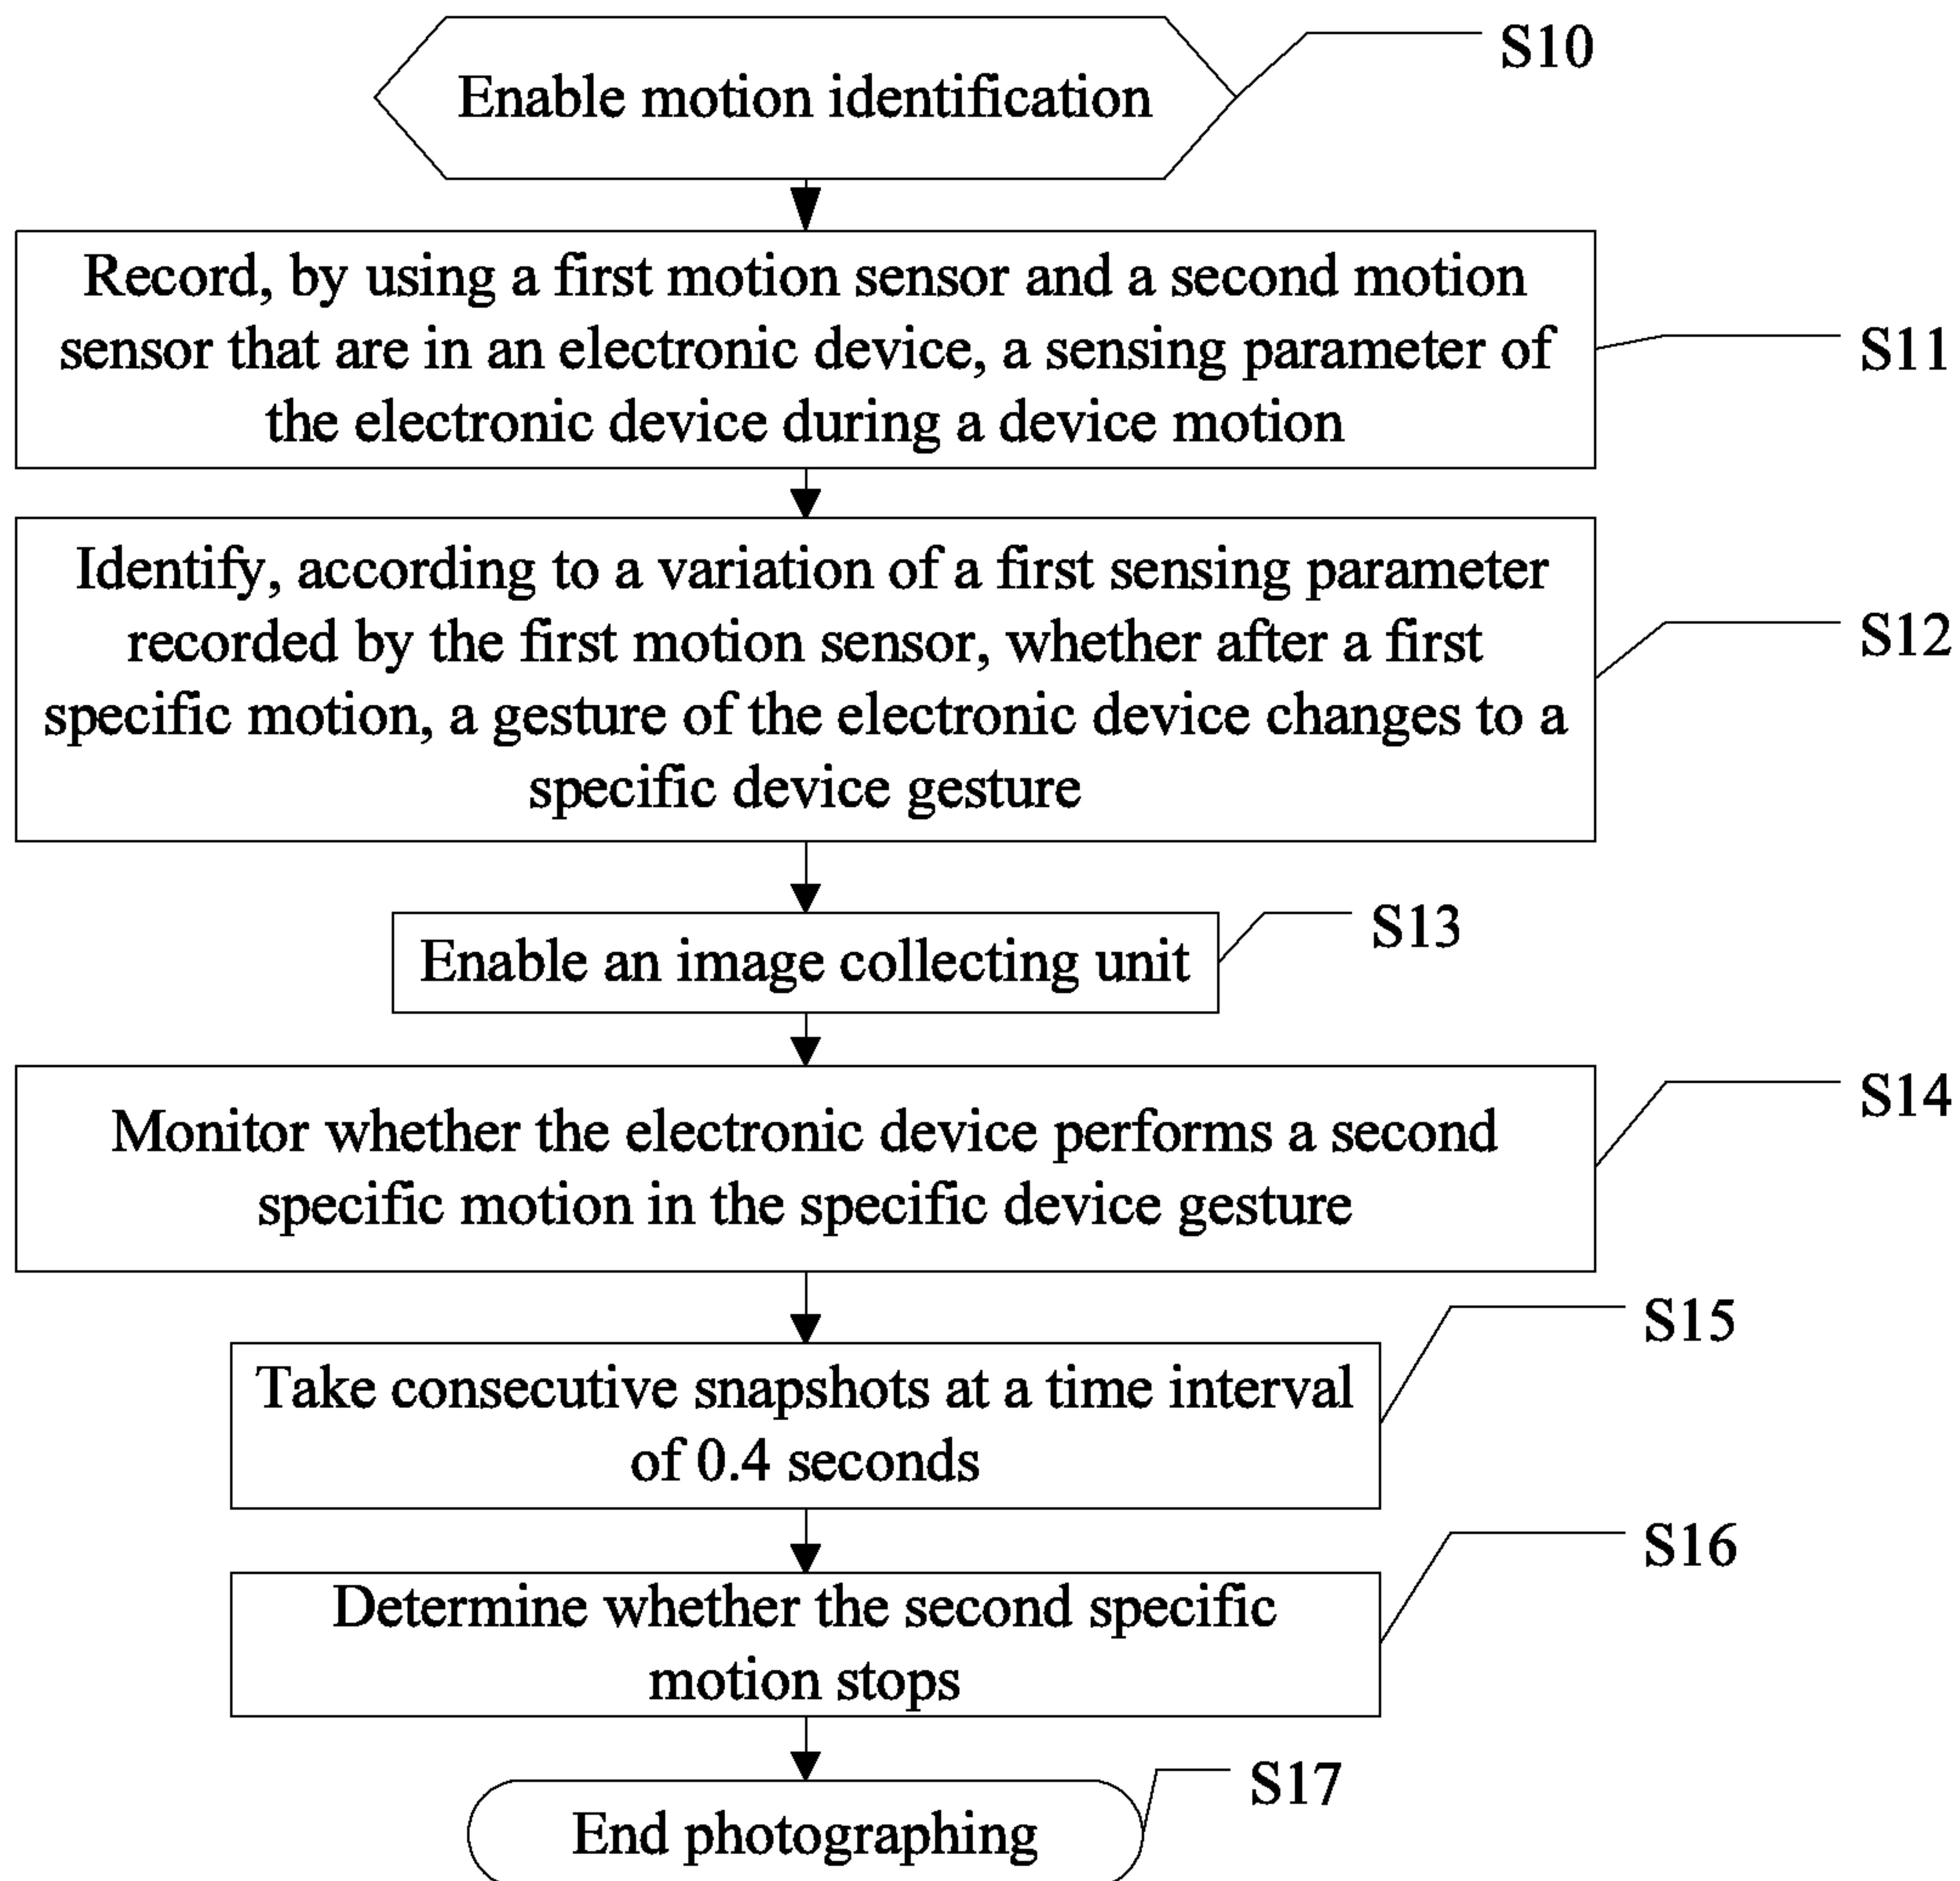 Enable motion identification
S10
Record, by using a first motion sensor and a second motion
sensor that are in an electronic device, a sensing parameter of
the electronic device during a device motion
S11
Identify, according to a variation of a first sensing parameter
recorded by the first motion sensor, whether after a first
specific motion, a gesture of the electronic device changes to a
specific device gesture
S12
Enable an image collecting unit
S13
Monitor whether the electronic device performs a second
specific motion in the specific device gesture
S14
Take consecutive snapshots at a time interval
of 0.4 seconds
S15
Determine whether the second specific
motion stops
S16
End photographing
S17